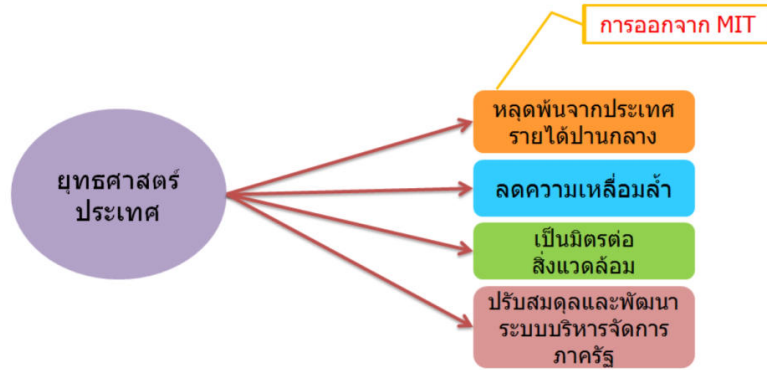 การออกจาก MIT
หลุดพ้นจากประเทศ
รายได้ปานกลาง
ยุทธศาสตร์
ประเทศ
ลดความเหลื่อมล้ำ
เป็นมิตรต่อ
สิ่งแวดล้อม
ปรับสมดุลและพัฒนา
ระบบบริหารจัดการ
ภาครัฐ